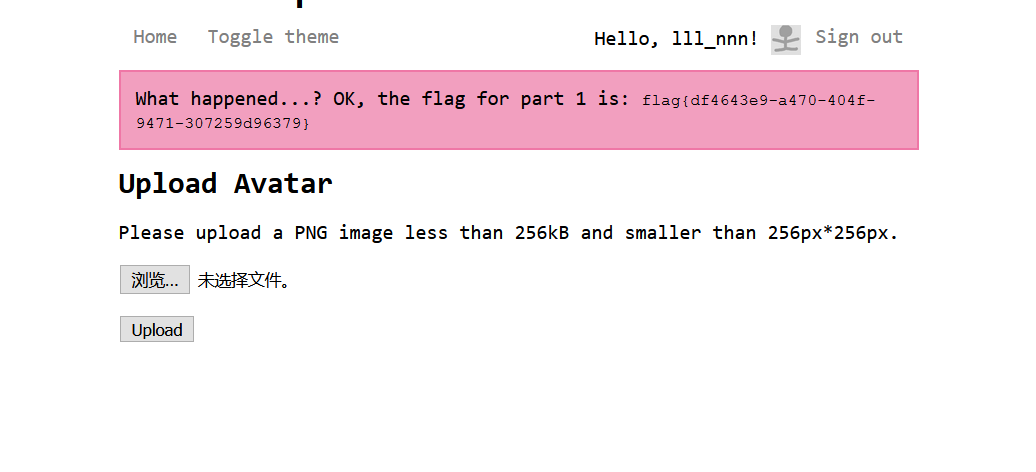 Home Toggle theme Hello, lll_nnn! Sign out
What happened...? OK, the flag for part 1 is: flag{df4643e9-a470-404f-
9471-307259d96379}
Upload Avatar
Please upload a PNG image less than 256kB and smaller than 256px*256px.
浏览… 未选择文件。
Upload